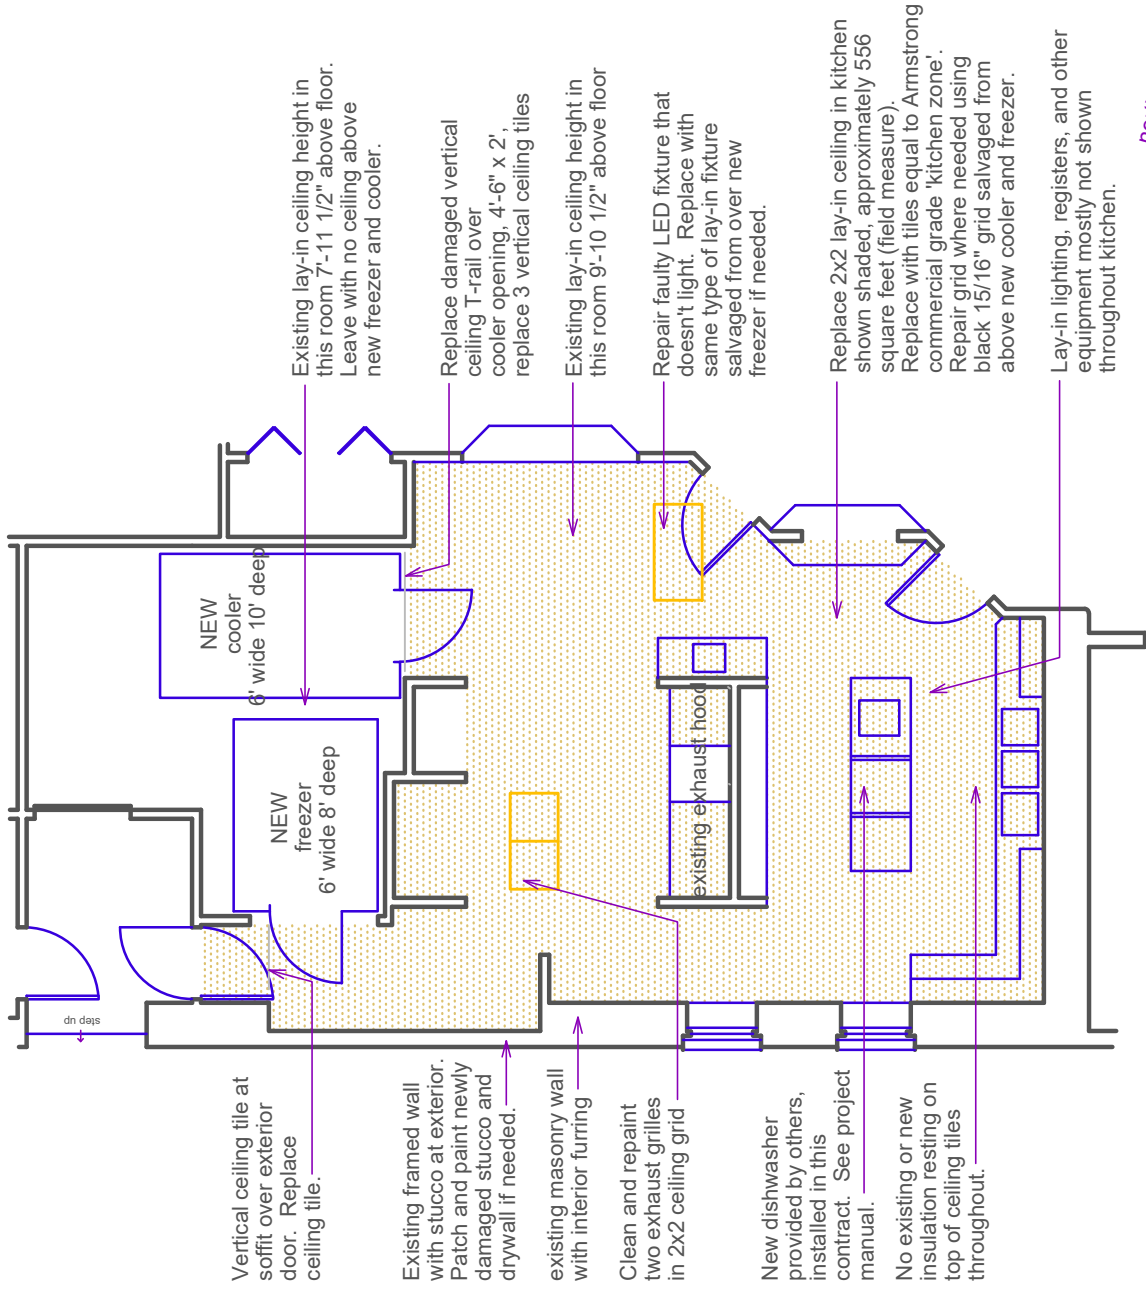 Existing lay-in ceiling height in
this room 7'-11 1/2" above floor.
Leave with no ceiling above
new freezer and cooler.
Replace damaged vertical
ceiling T-rail over
cooler opening, 4'-6" x 2',
replace 3 vertical ceiling tiles
Existing lay-in ceiling height in
this room 9'-10 1/2" above floor
Repair faulty LED fixture that
doesn't light.  Replace with
same type of lay-in fixture
salvaged from over new
freezer if needed.
Replace 2x2 lay-in ceiling in kitchen
shown shaded, approximately 556
square feet (field measure).
Replace with tiles equal to Armstrong
commercial grade 'kitchen zone'.
Repair grid where needed using
black 15/16" grid salvaged from
above new cooler and freezer.
Lay-in lighting, registers, and other
equipment mostly not shown
throughout kitchen.
NEW
cooler
6' wide 10' deep
NEW
freezer
6' wide 8' deep
existing exhaust hood
step up
Vertical ceiling tile at
soffit over exterior
door.  Replace
ceiling tile.
Existing framed wall
with stucco at exterior.
Patch and paint newly
damaged stucco and
drywall if needed.
existing masonry wall
with interior furring
Clean and repaint
two exhaust grilles
in 2x2 ceiling grid
New dishwasher
provided by others,
installed in this
contract.  See project
manual.
No existing or new
insulation resting on
top of ceiling tiles
throughout.